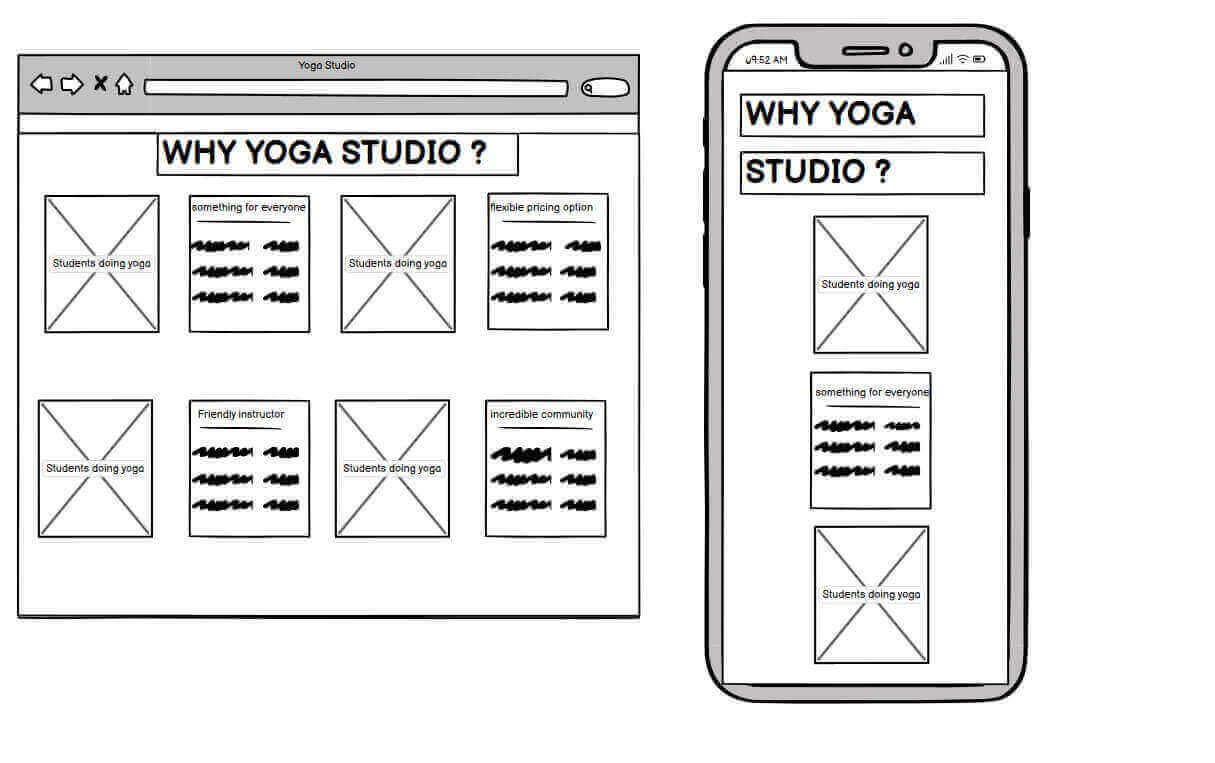 Yoga Studio
WHY YOGA STUDIO ?
Students doing yoga
something for everyone
Students doing yoga
flexible pricing option
Students doing yoga
Friendly instructor
Students doing yoga
incredible community
09:52 AM
WHY YOGA
STUDIO ?
Students doing yoga
something for everyone
Students doing yoga